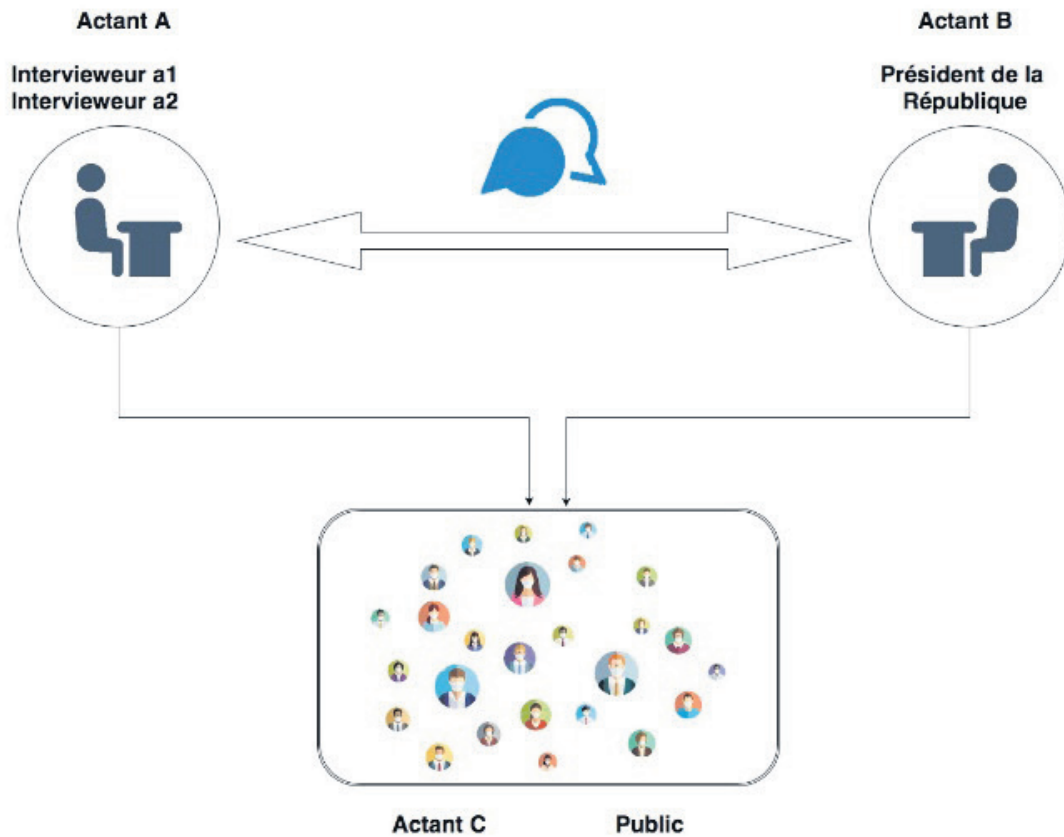 Actant A
Intervieweur a1
Intervieweur a2
Actant B
Président de la
République
Actant C
Public